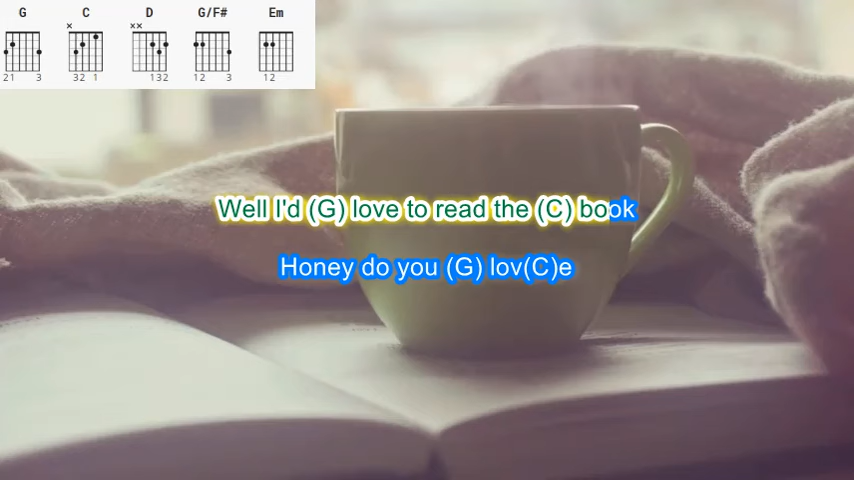 G C D G/F# Em
× ××
21 3 32 1 132 12 3 12
Well I'd (G) love to read the (C) book
Honey do you (G) lov(C)e